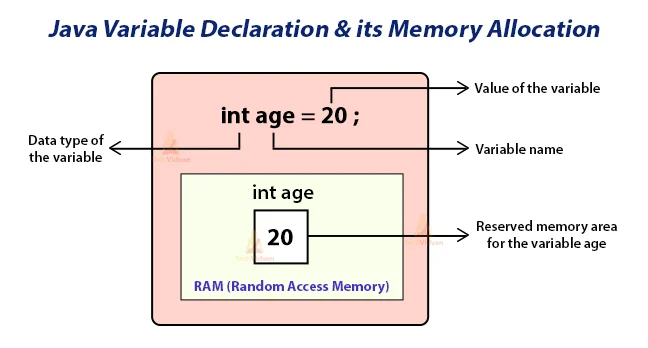 Java Variable Declaration & its Memory Allocation
Value of the variable
int age = 20 ;
Data type of
the variable
Variable name
int age
20
Reserved memory area
for the variable age
RAM (Random Access Memory)